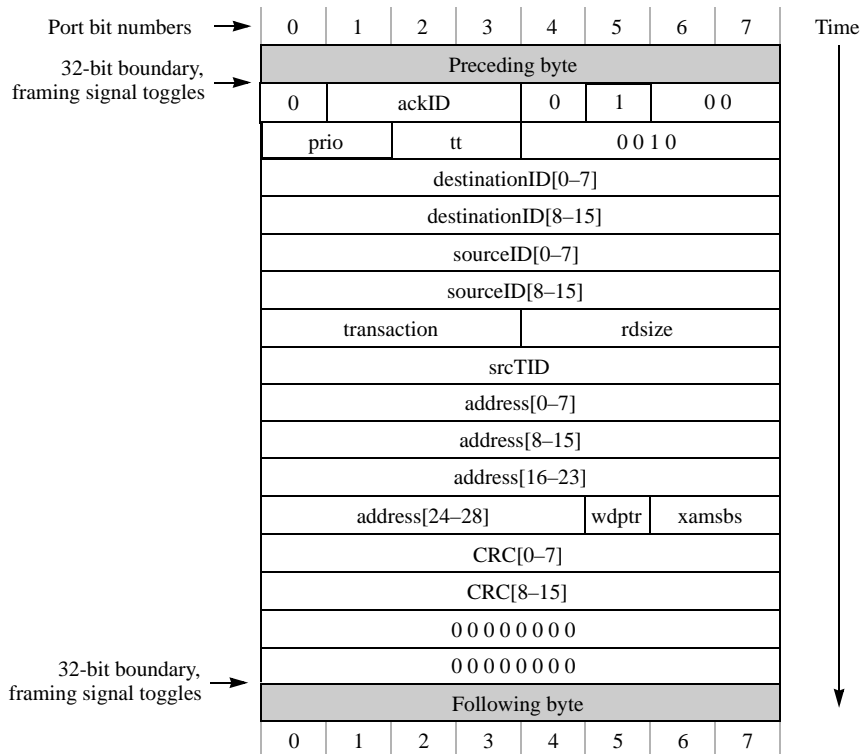 Port bit numbers 0 1 2 3 4 5 6 7 Time
Preceding byte
32-bit boundary,
framing signal toggles
0 ackID 0 1 0 0
prio tt 0 0 1 0
destinationID[0–7]
destinationID[8–15]
sourceID[0–7]
sourceID[8–15]
transaction rdsize
srcTID
address[0–7]
address[8–15]
address[16–23]
address[24–28] wdptr xamsbs
CRC[0–7]
CRC[8–15]
0 0 0 0 0 0 0 0
0 0 0 0 0 0 0 0
32-bit boundary,
framing signal toggles
Following byte
0 1 2 3 4 5 6 7